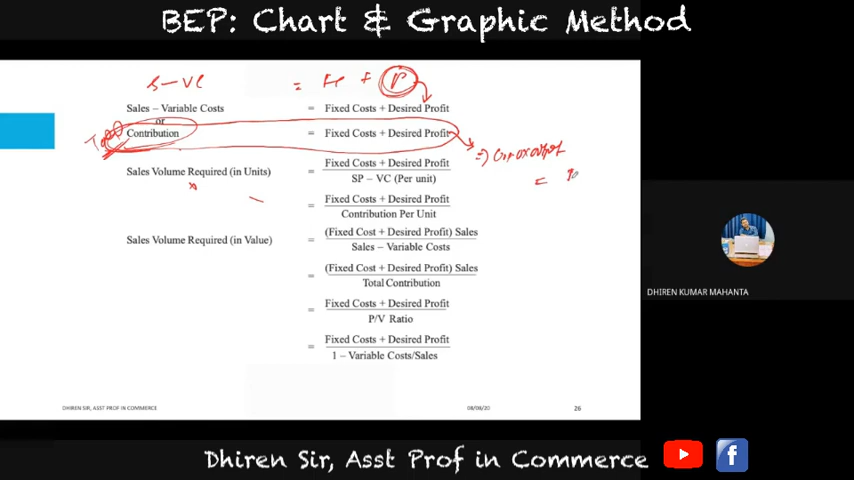 BEP: Chart & Graphic Method
S - VC = FC + P
Sales – Variable Costs = Fixed Costs + Desired Profit
or
Contribution = Fixed Costs + Desired Profit
Sales Volume Required (in Units) = Fixed Costs + Desired Profit
SP – VC (Per unit)
= Fixed Costs + Desired Profit
Contribution Per Unit
Sales Volume Required (in Value) = (Fixed Cost + Desired Profit) Sales
Sales – Variable Costs
= (Fixed Cost + Desired Profit) Sales
Total Contribution
= Fixed Costs + Desired Profit
P/V Ratio
= Fixed Costs + Desired Profit
1 – Variable Costs/Sales
DHIREN KUMAR MAHANTA
DHIREN SIR, ASST PROF IN COMMERCE 08/08/20 26
Dhiren Sir, Asst Prof in Commerce f